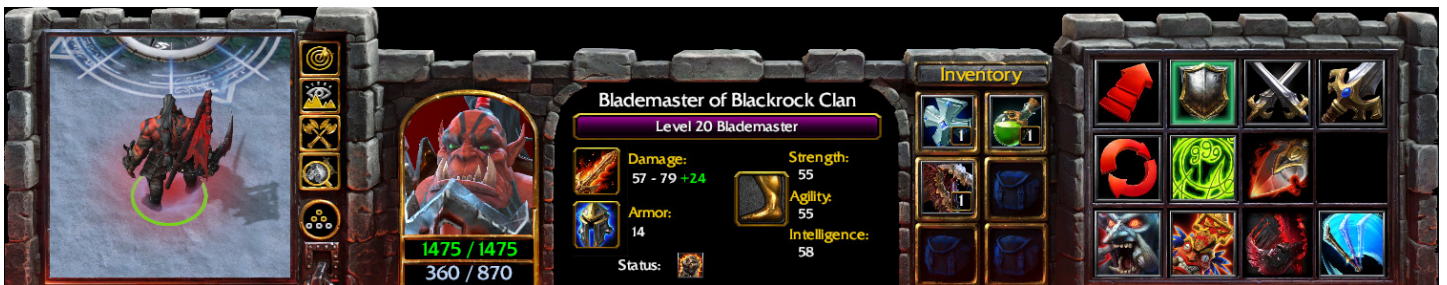 Blademaster of Blackrock Clan
Level 20 Blademaster
Damage:
57 - 79 +24
Armor:
14
Status:
Strength:
55
Agility:
55
Intelligence:
58
1475 / 1475
360 / 870
Inventory
1
1
1